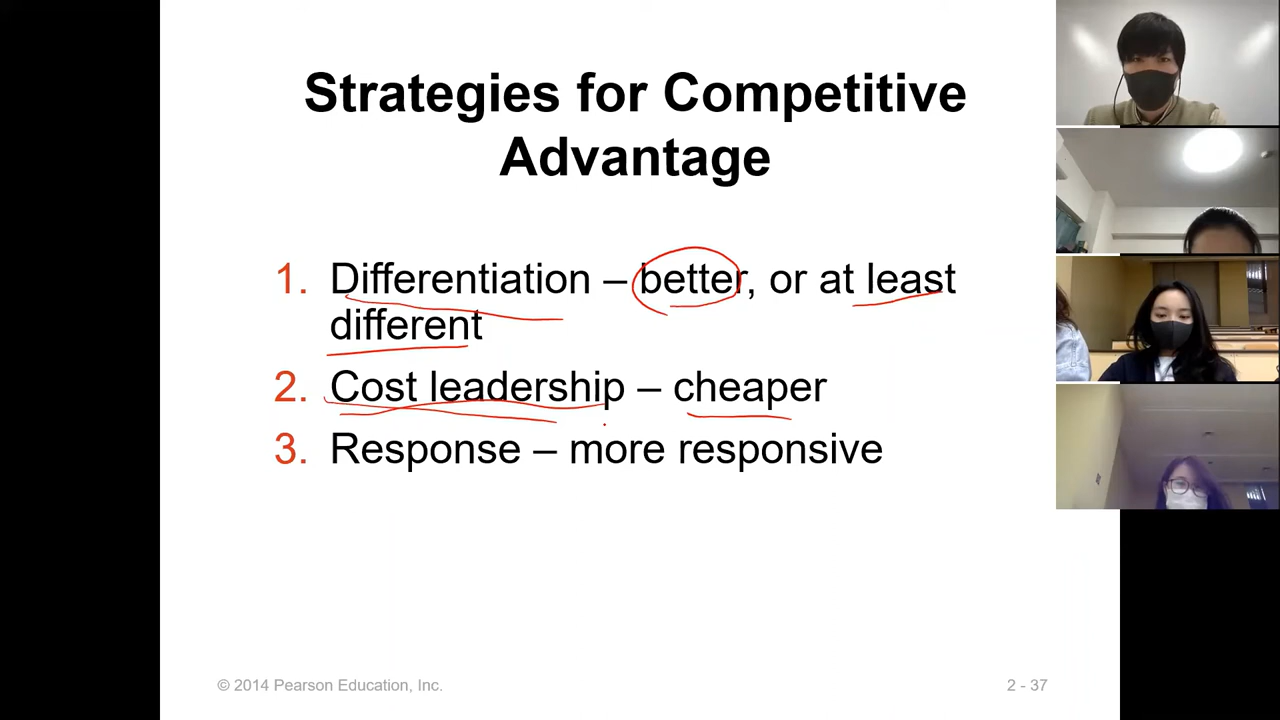 Strategies for Competitive
Advantage
1. Differentiation – better, or at least
different
2. Cost leadership – cheaper
3. Response – more responsive
© 2014 Pearson Education, Inc.
2 - 37